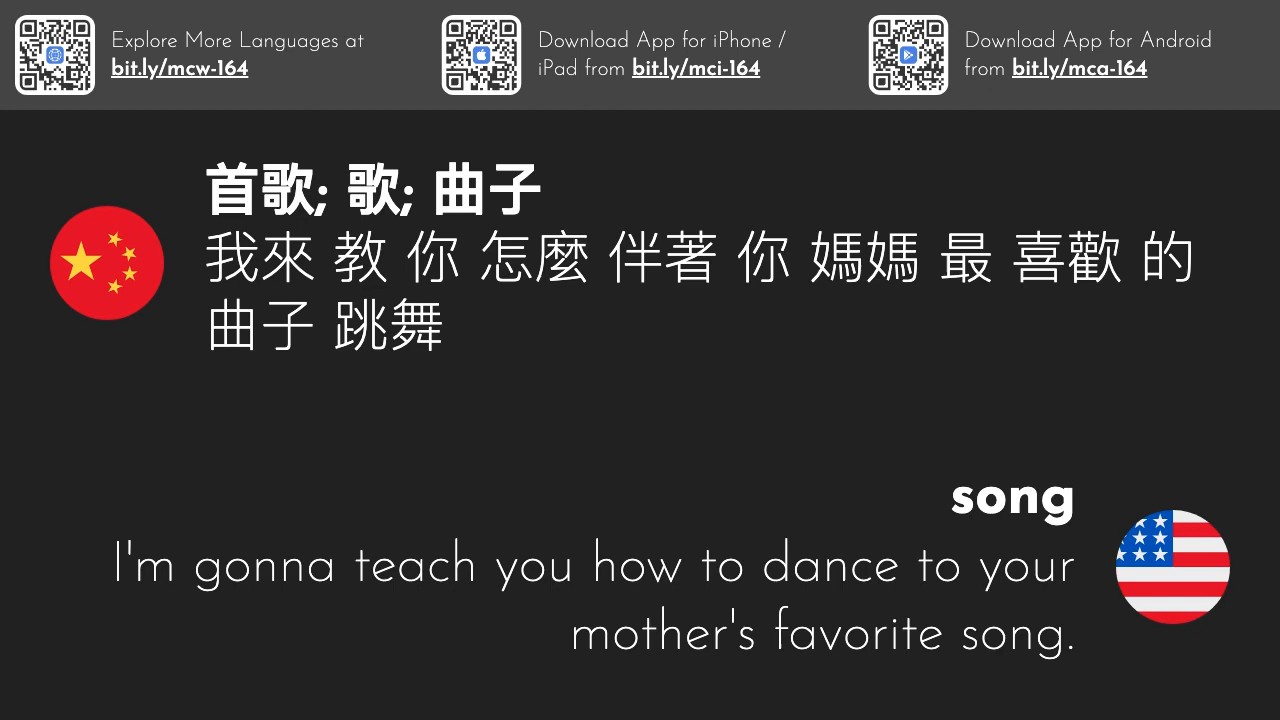 Explore More Languages at
bit.ly/mcw-164
Download App for iPhone /
iPad from bit.ly/mci-164
Download App for Android
from bit.ly/mca-164
首歌; 歌; 曲子
我來 教 你 怎麼 伴著 你 媽媽 最 喜歡 的
曲子 跳舞
song
I'm gonna teach you how to dance to your
mother's favorite song.